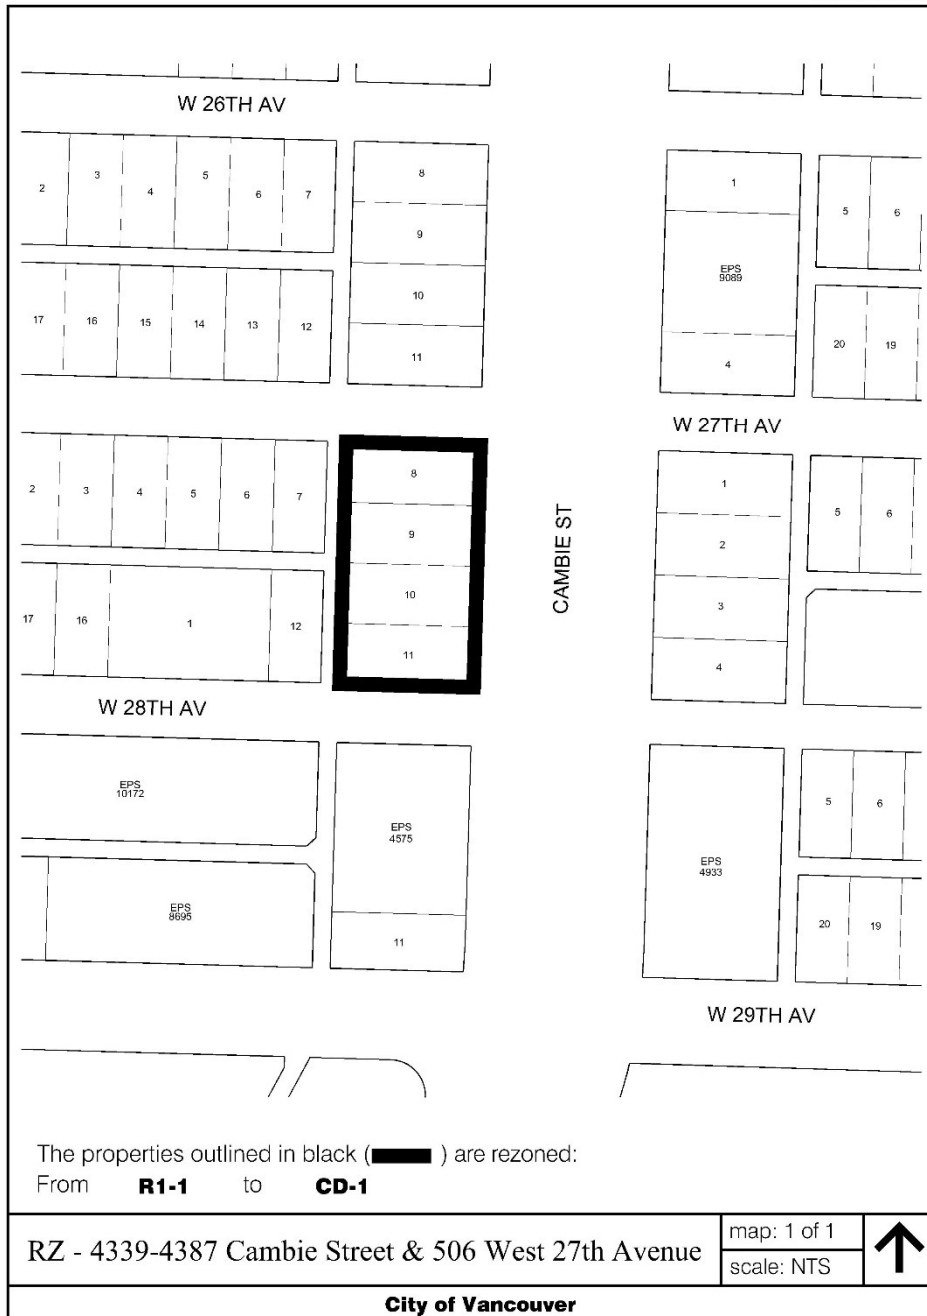 W 26TH AV
2 3 4 5 6 7
8
9
10
11
17 16 15 14 13 12
1
EPS
9089
4
5 6
20 19
W 27TH AV
2 3 4 5 6 7
8
9
10
11
17 16 1 12
CAMBIE ST
1
2
3
4
5 6
W 28TH AV
EPS
10172
EPS
8695
EPS
4575
11
EPS
4933
5 6
20 19
W 29TH AV
The properties outlined in black ( ) are rezoned:
From R1-1 to CD-1
RZ - 4339-4387 Cambie Street & 506 West 27th Avenue
map: 1 of 1
scale: NTS
City of Vancouver